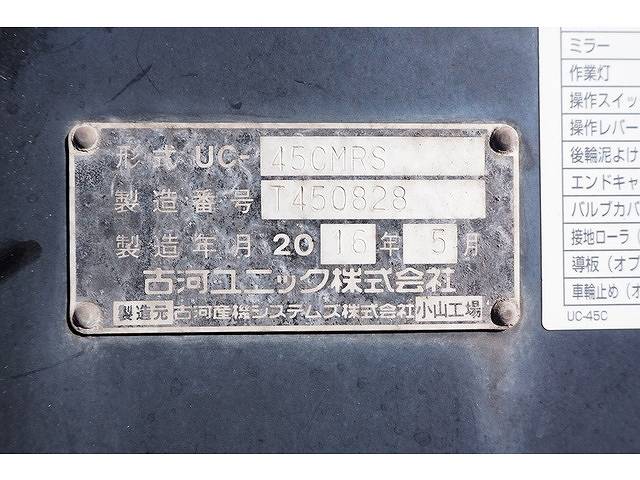 形式 UC-45CMRS
製造番号 T450828
製造年月 2016年5月
古河ユニック株式会社
製造元 古河産機システムズ株式会社 小山工場
ミラー
作業灯
操作スイッ
操作レバー
後輪泥よけ
エンドキャ
バルブカバ
接地ローラ (
導板 (オプ
車輪止め (オ
UC-45C